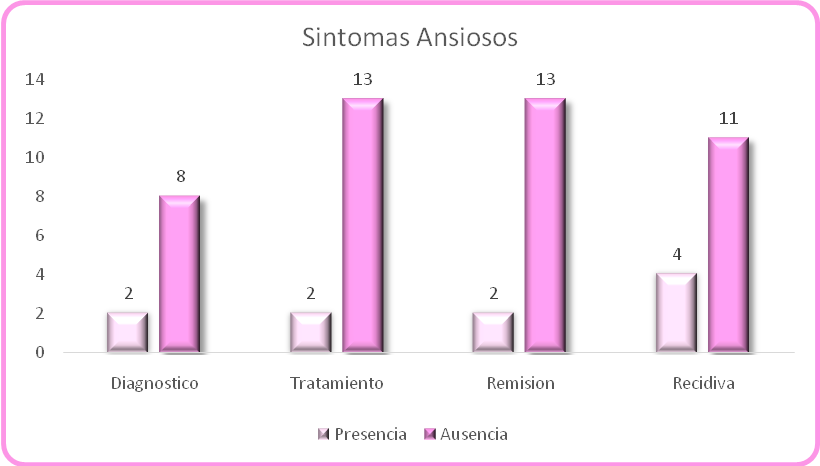 Sintomas Ansiosos
14
12
10
8
6
4
2
0
2
8
2
13
2
13
4
11
Diagnostico
Tratamiento
Remision
Recidiva
Presencia
Ausencia